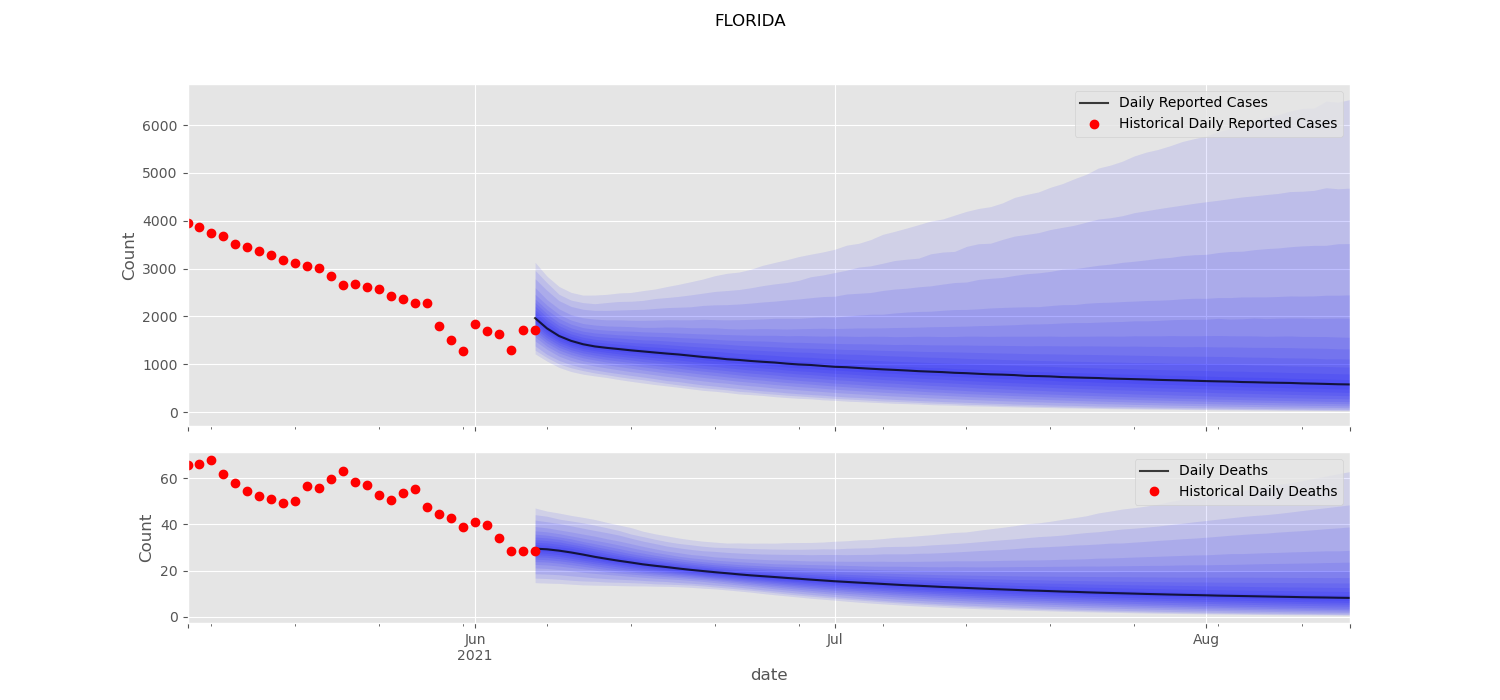 FLORIDA
Daily Reported Cases
Historical Daily Reported Cases
6000
5000
4000
3000
2000
1000
0
Count
Daily Deaths
Historical Daily Deaths
60
40
20
0
Count
Jun
2021
Jul
Aug
date